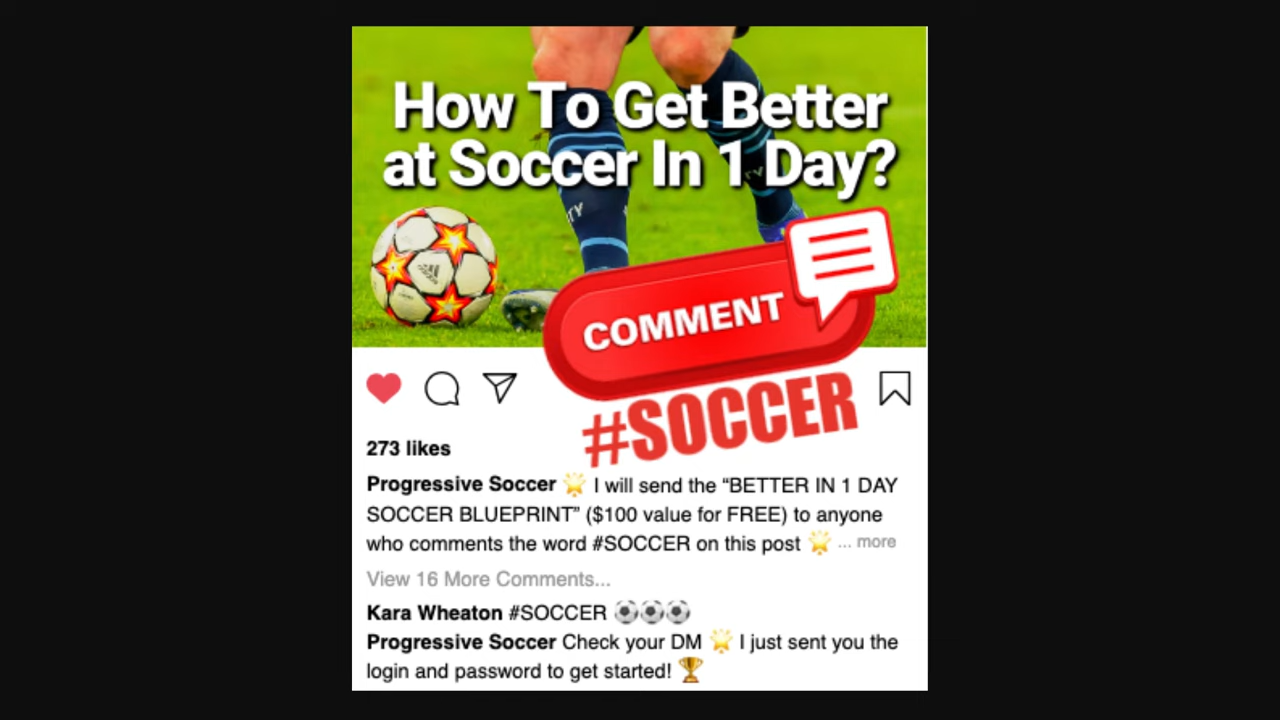 How To Get Better
at Soccer In 1 Day?
TY
TY
COMMENT
#SOCCER
273 likes
Progressive Soccer 🌟 I will send the “BETTER IN 1 DAY
SOCCER BLUEPRINT” ($100 value for FREE) to anyone
who comments the word #SOCCER on this post 🌟 ... more
View 16 More Comments...
Kara Wheaton #SOCCER ⚽⚽⚽
Progressive Soccer Check your DM 🌟 I just sent you the
login and password to get started! 🏆